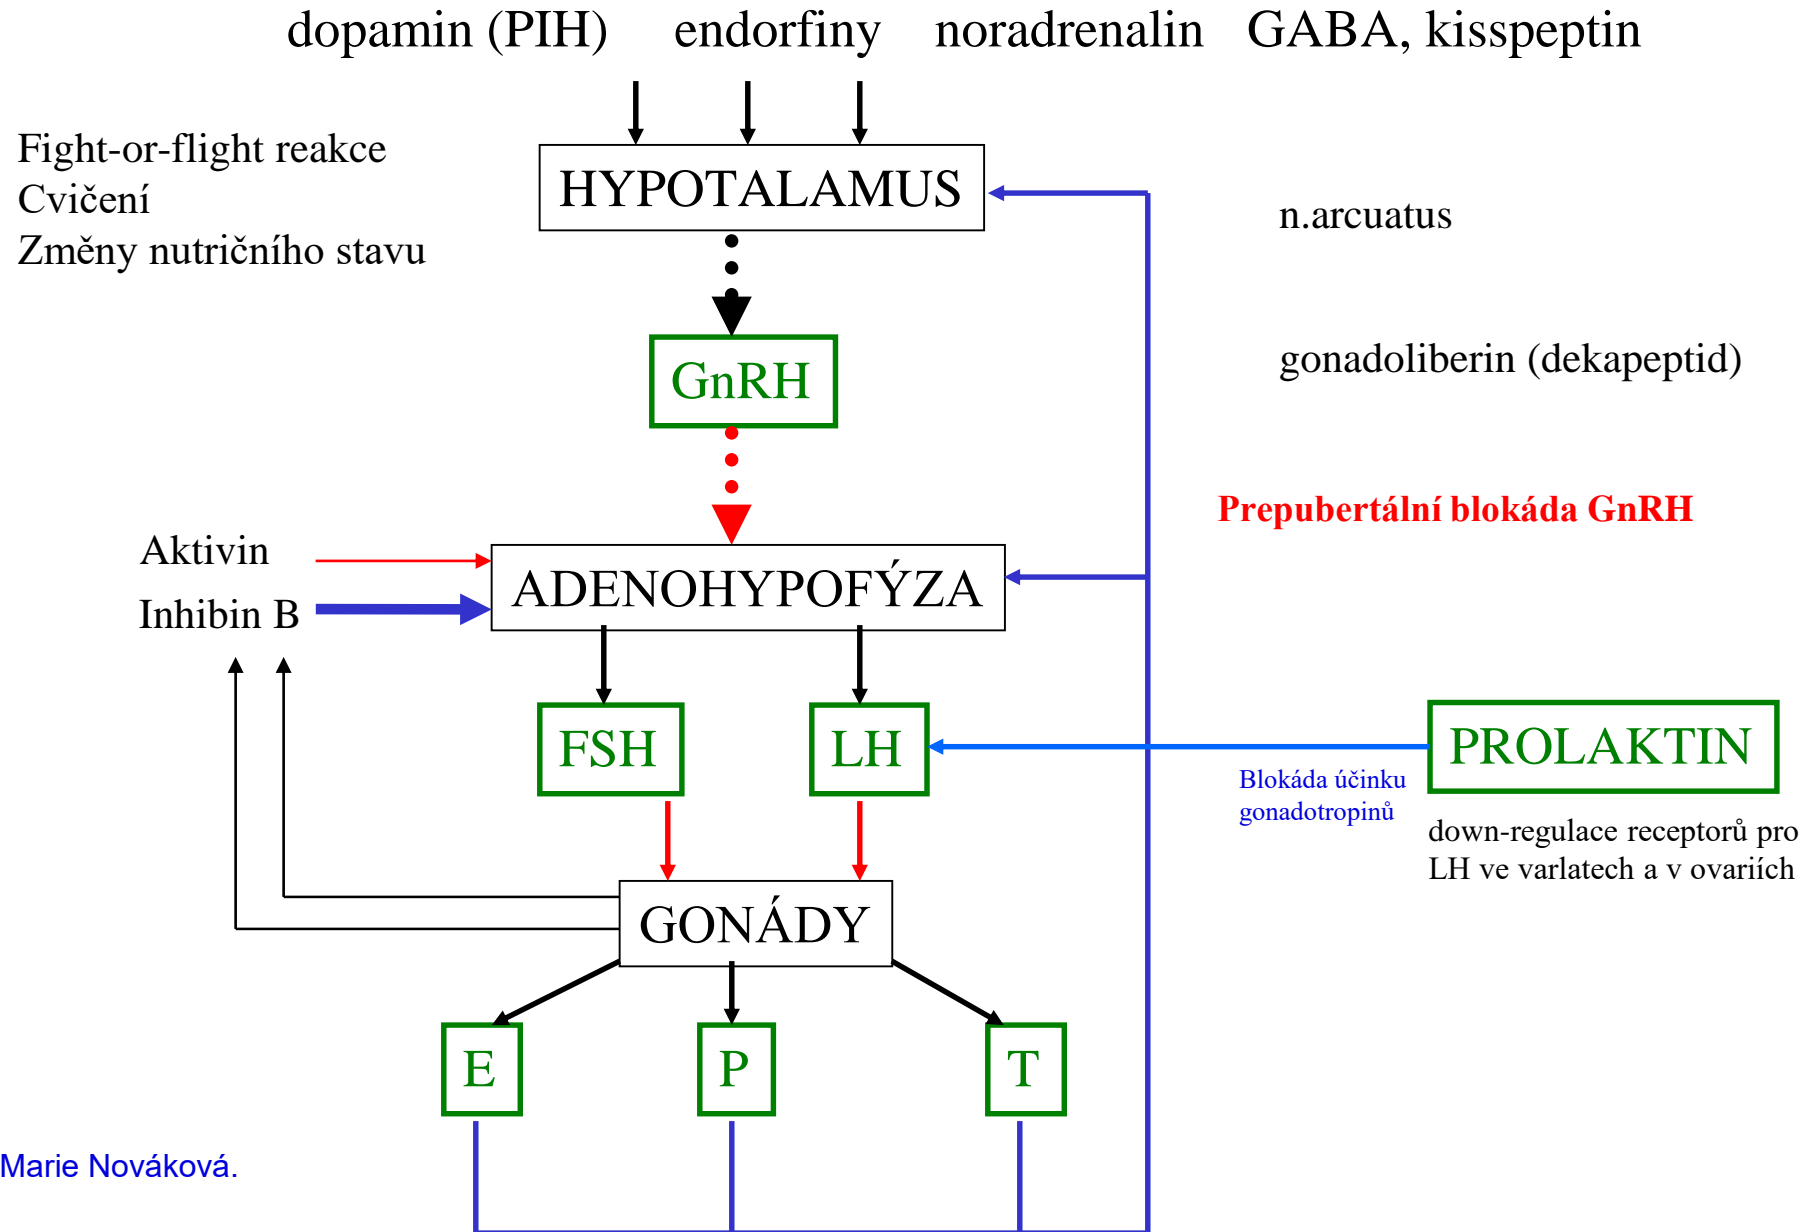 dopamin (PIH) endorfiny noradrenalin GABA, kisspeptin
Fight-or-flight reakce
Cvičení
Změny nutričního stavu
HYPOTALAMUS
n.arcuatus
GnRH
gonadoliberin (dekapeptid)
Prepubertální blokáda GnRH
Aktivin
Inhibin B
ADENOHYPOFÝZA
FSH
LH
PROLAKTIN
Blokáda účinku
gonadotropinů
down-regulace receptorů pro
LH ve varlatech a v ovariích
GONÁDY
E
P
T
Marie Nováková.